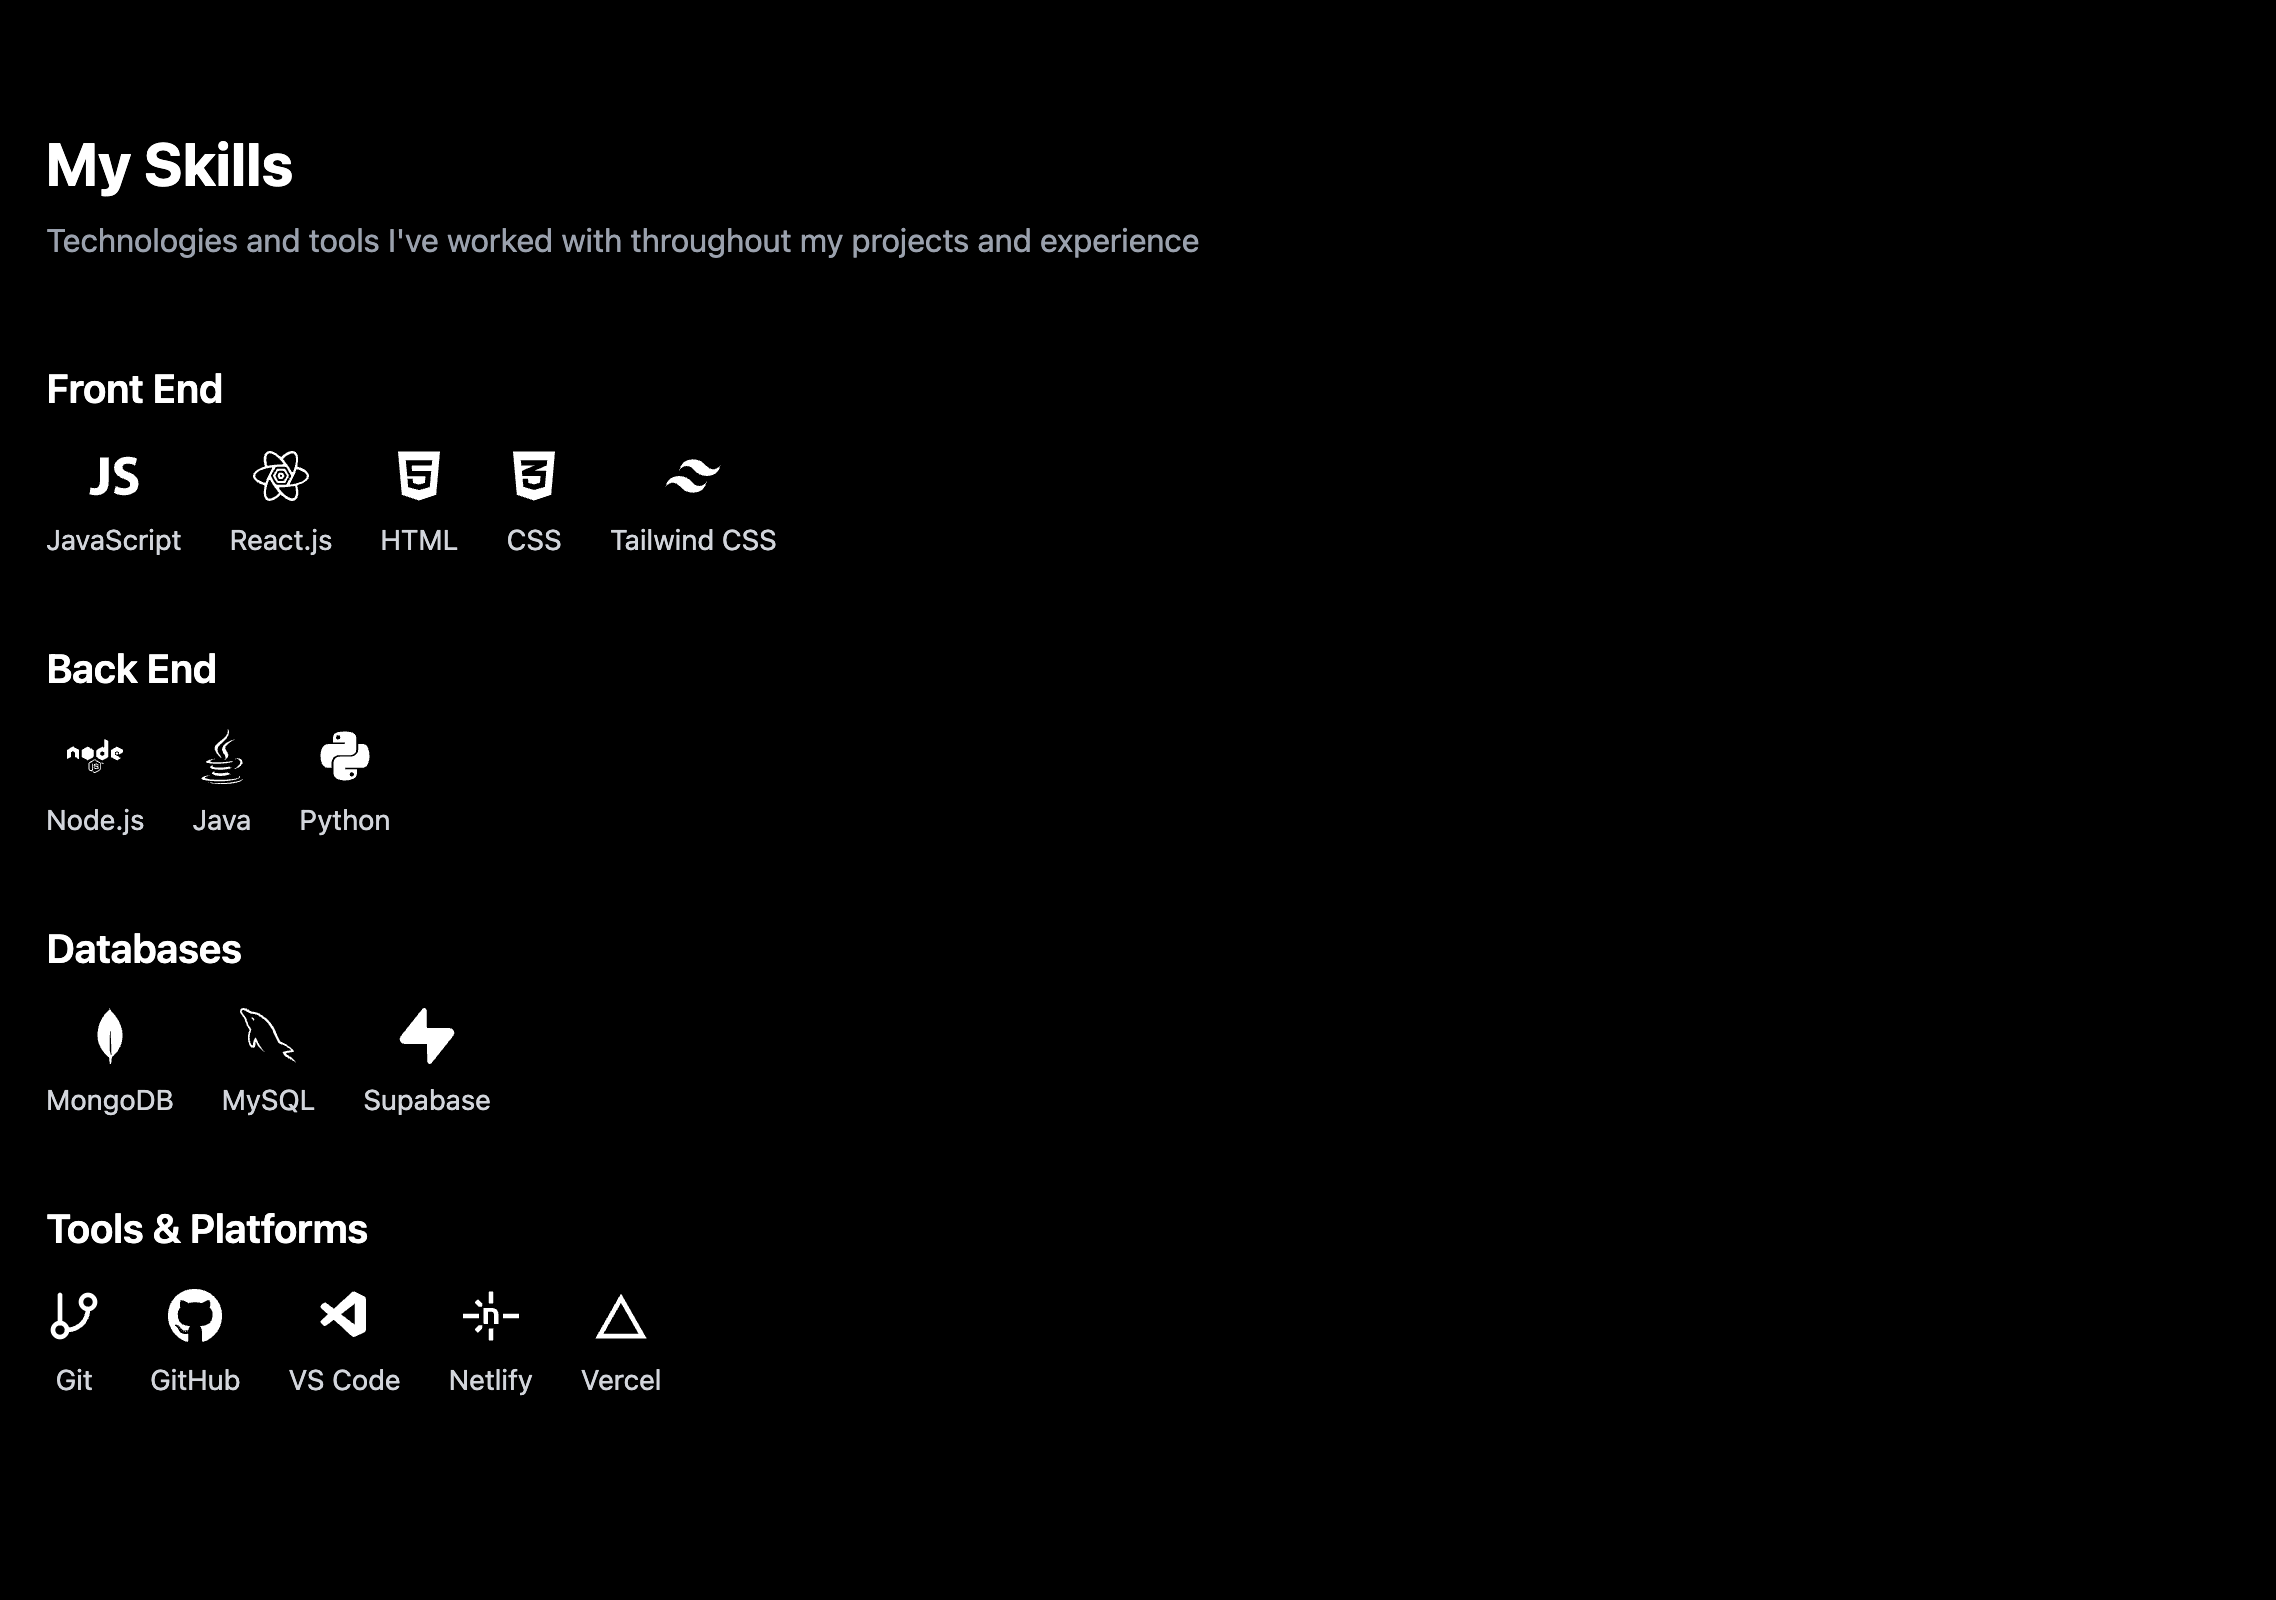 My Skills
Technologies and tools I've worked with throughout my projects and experience
Front End
JS
JavaScript React.js HTML CSS Tailwind CSS
Back End
node
JS
Node.js Java Python
Databases
MongoDB MySQL Supabase
Tools & Platforms
n
Git GitHub VS Code Netlify Vercel